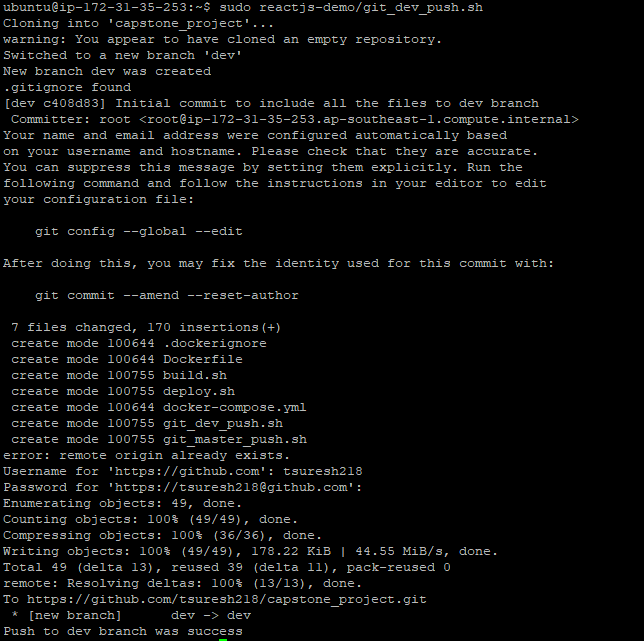 ubuntu@ip-172-31-35-253:~$ sudo reactjs-demo/git_dev_push.sh
Cloning into 'capstone_project'...
warning: You appear to have cloned an empty repository.
Switched to a new branch 'dev'
New branch dev was created
.gitignore found
[dev c408d83] Initial commit to include all the files to dev branch
 Committer: root <root@ip-172-31-35-253.ap-southeast-1.compute.internal>
Your name and email address were configured automatically based
on your username and hostname. Please check that they are accurate.
You can suppress this message by setting them explicitly. Run the
following command and follow the instructions in your editor to edit
your configuration file:

    git config --global --edit

After doing this, you may fix the identity used for this commit with:

    git commit --amend --reset-author

 7 files changed, 170 insertions(+)
 create mode 100644 .dockerignore
 create mode 100644 Dockerfile
 create mode 100755 build.sh
 create mode 100755 deploy.sh
 create mode 100644 docker-compose.yml
 create mode 100755 git_dev_push.sh
 create mode 100755 git_master_push.sh
error: remote origin already exists.
Username for 'https://github.com': tsuresh218
Password for 'https://tsuresh218@github.com':
Enumerating objects: 49, done.
Counting objects: 100% (49/49), done.
Compressing objects: 100% (36/36), done.
Writing objects: 100% (49/49), 178.22 KiB | 44.55 MiB/s, done.
Total 49 (delta 13), reused 39 (delta 11), pack-reused 0
remote: Resolving deltas: 100% (13/13), done.
To https://github.com/tsuresh218/capstone_project.git
 * [new branch]      dev -> dev
Push to dev branch was success